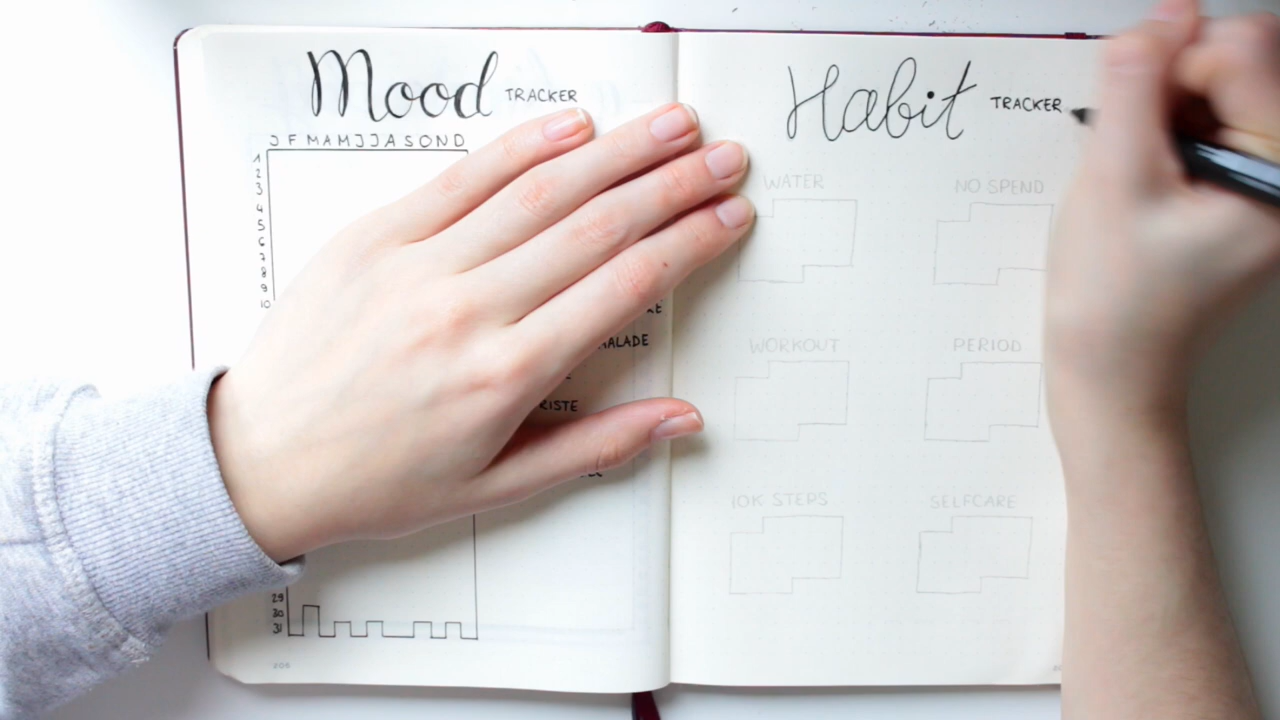 Mood TRACKER
J F M A M J J A S O N D
1
2
3
4
5
6
7
8
9
10
29
30
31
206
Habit TRACKER
WATER
NO SPEND
WORKOUT
PERIOD
10K STEPS
SELFCARE